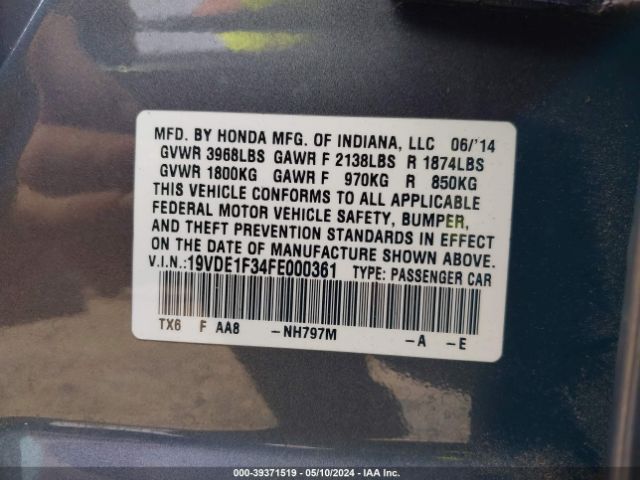 MFD. BY HONDA MFG. OF INDIANA, LLC 06/'14
GVWR 3968LBS GAWR F 2138LBS R 1874LBS
GVWR 1800KG GAWR F 970KG R 850KG
THIS VEHICLE CONFORMS TO ALL APPLICABLE
FEDERAL MOTOR VEHICLE SAFETY, BUMPER,
AND THEFT PREVENTION STANDARDS IN EFFECT
ON THE DATE OF MANUFACTURE SHOWN ABOVE.
V.I.N.:19VDE1F34FE000361 TYPE: PASSENGER CAR
TX6 F AA8 -NH797M -A -E
000-39371519 - 05/10/2024 - IAA Inc.